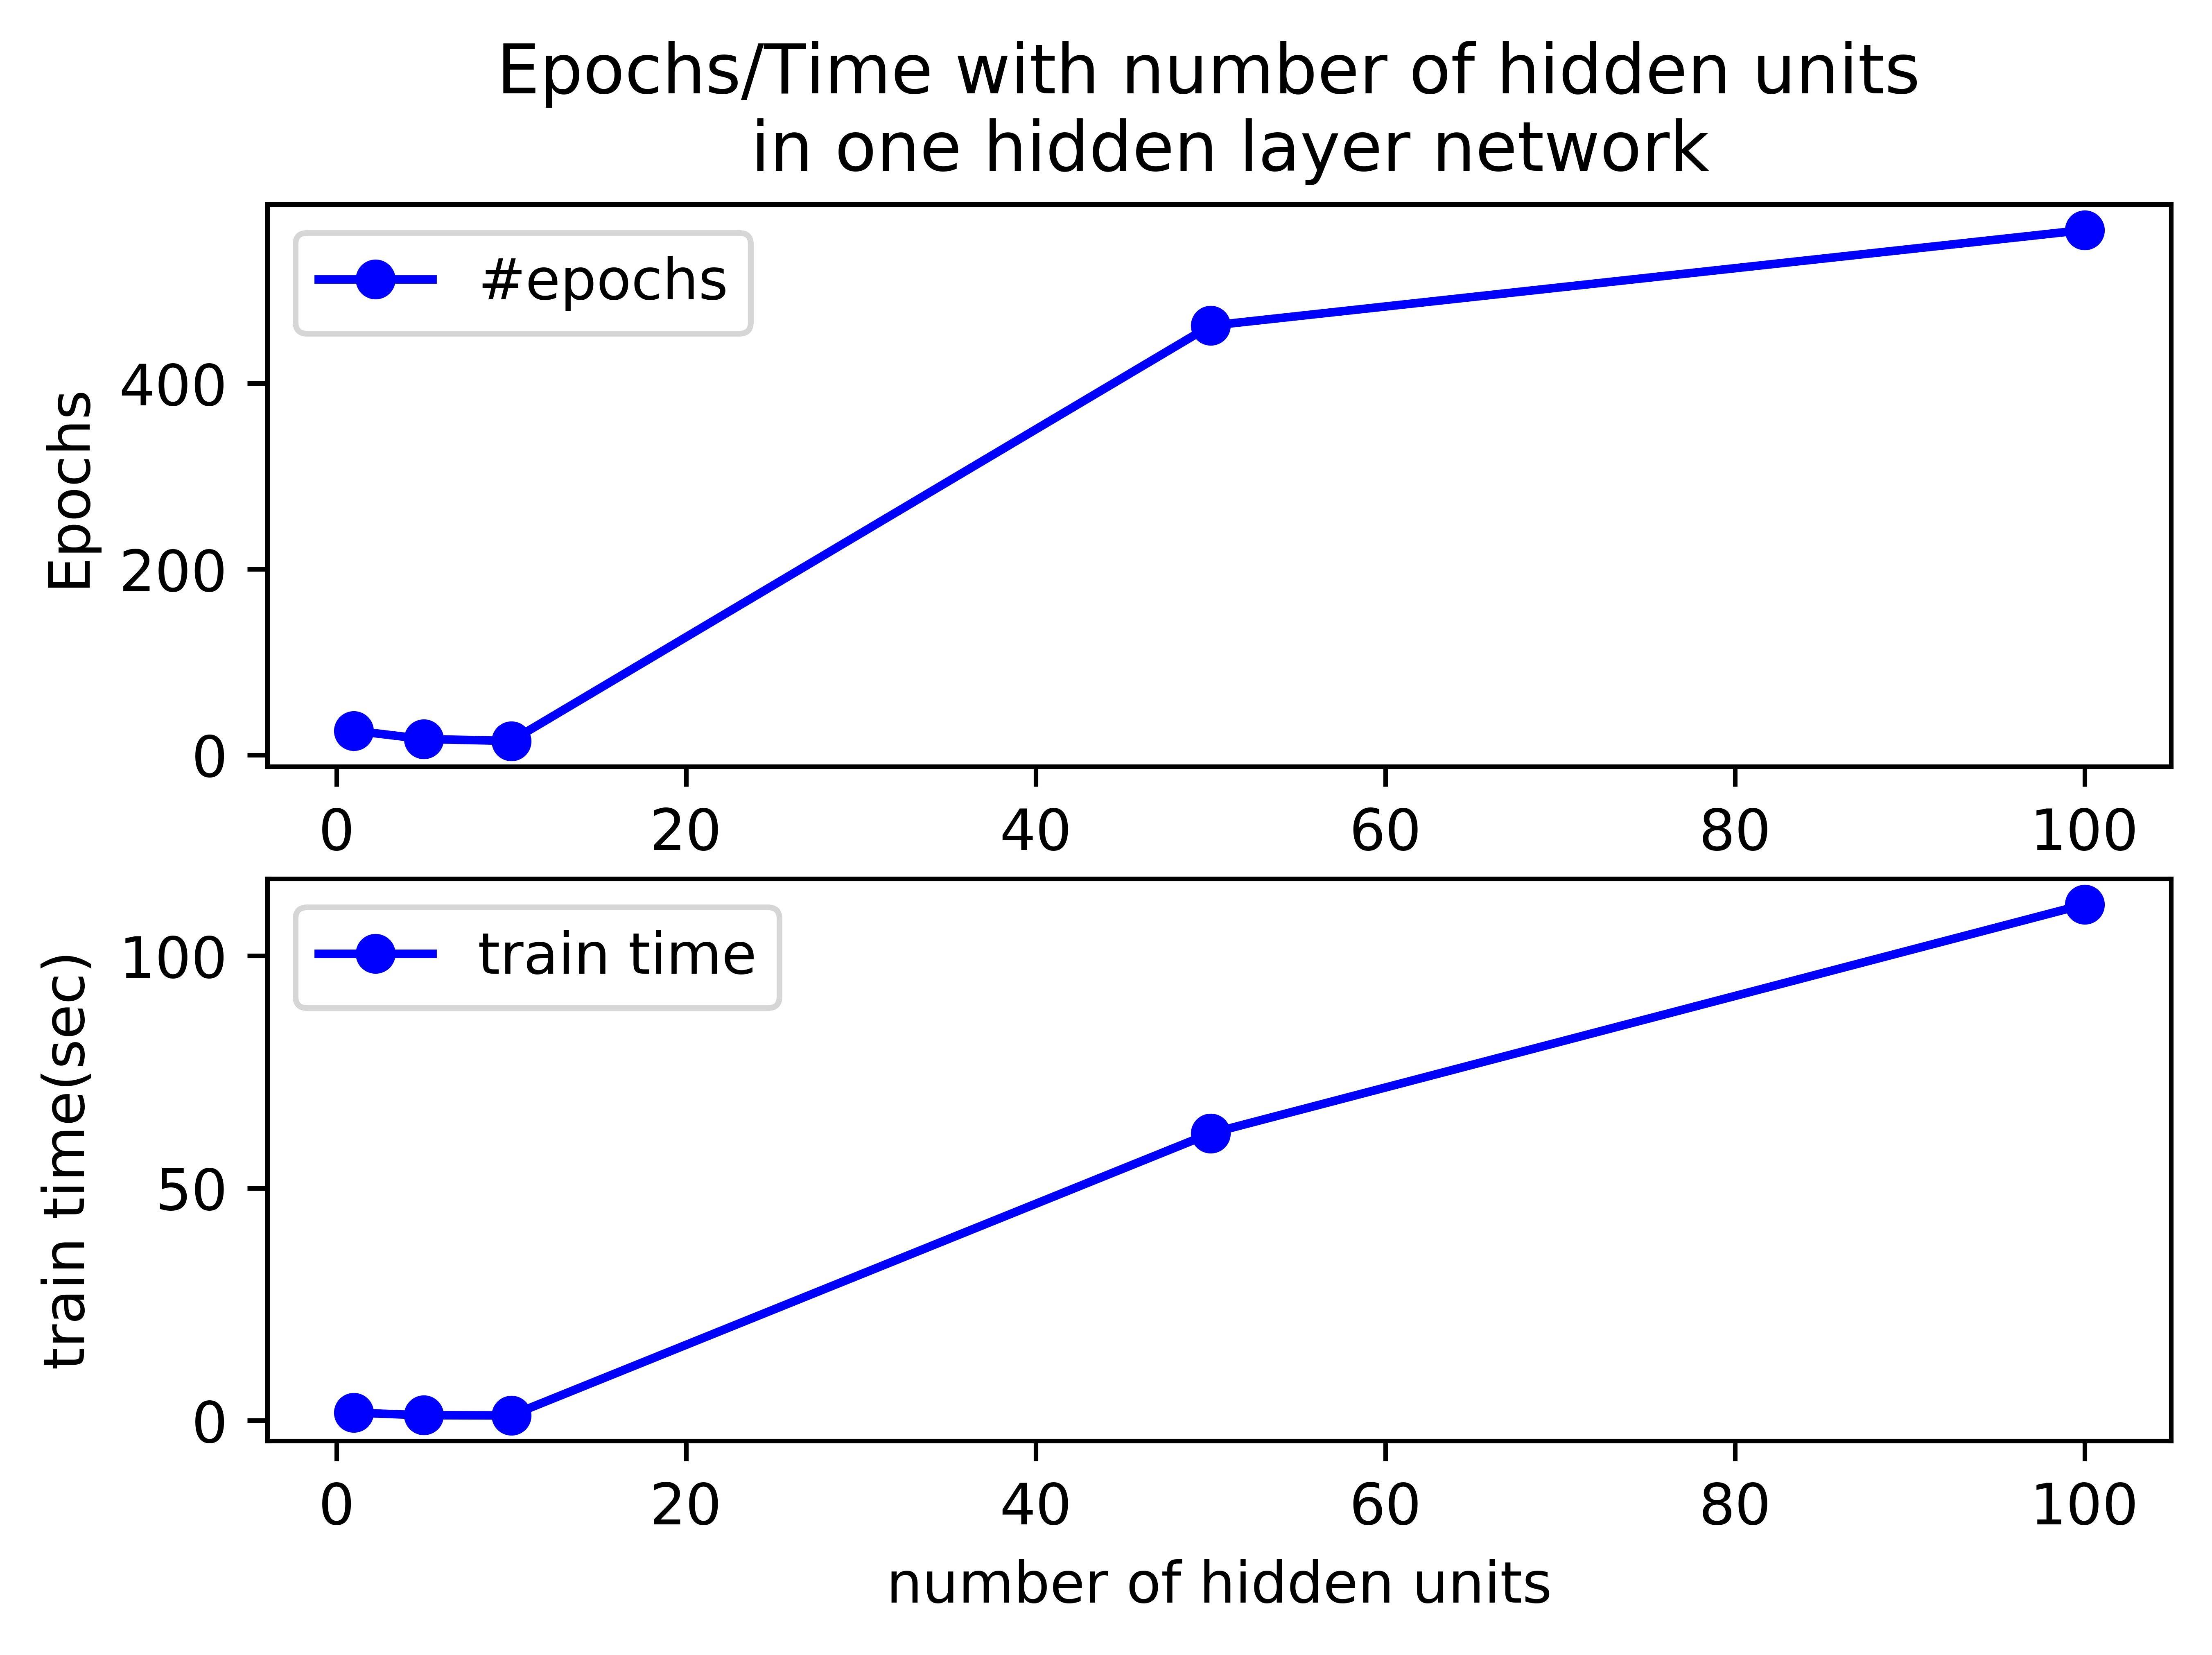 Epochs/Time with number of hidden units
in one hidden layer network
#epochs
Epochs
400
200
0
0 20 40 60 80 100
train time
train time(sec)
100
50
0
0 20 40 60 80 100
number of hidden units